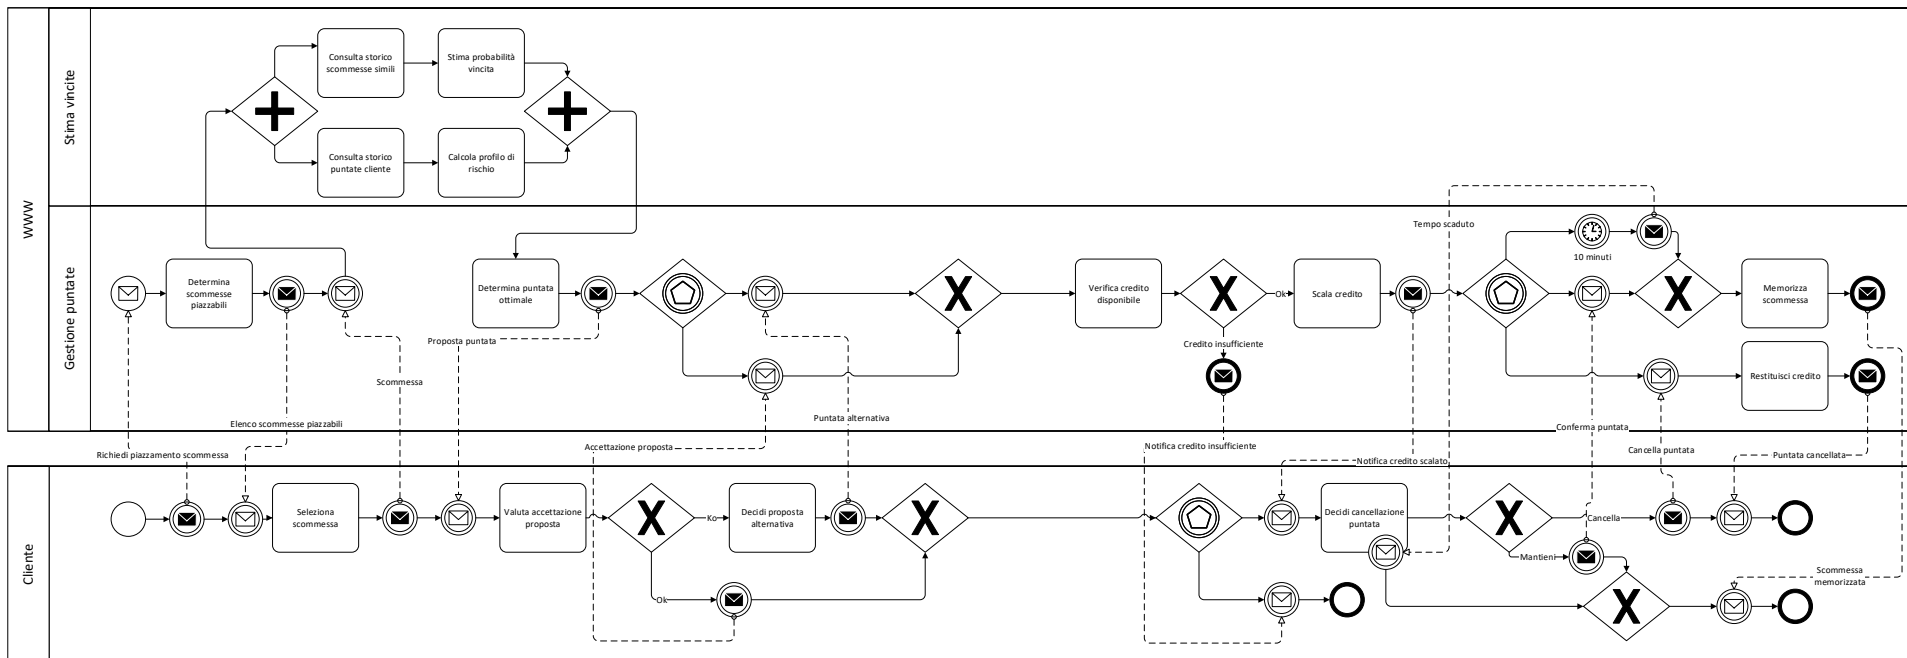 WWW
Stima vincite
Consulta storico
scommesse simili
Stima probabilità
vincita
Consulta storico
puntate cliente
Calcola profilo di
rischio
Gestione puntate
Determina
scommesse
piazzabili
Determina puntata
ottimale
Verifica credito
disponibile
Ok
Scala credito
Tempo scaduto
10 minuti
Memorizza
scommessa
Credito insufficiente
Restituisci credito
Proposta puntata
Scommessa
Elenco scommesse piazzabili
Puntata alternativa
Richiedi piazzamento scommessa
Accettazione proposta
Notifica credito insufficiente
Notifica credito scalato
Conferma puntata
Cancella puntata
Puntata cancellata
Cliente
Seleziona
scommessa
Valuta accettazione
proposta
Ko
Decidi proposta
alternativa
Ok
Decidi cancellazione
puntata
Cancella
Mantieni
Scommessa
memorizzata